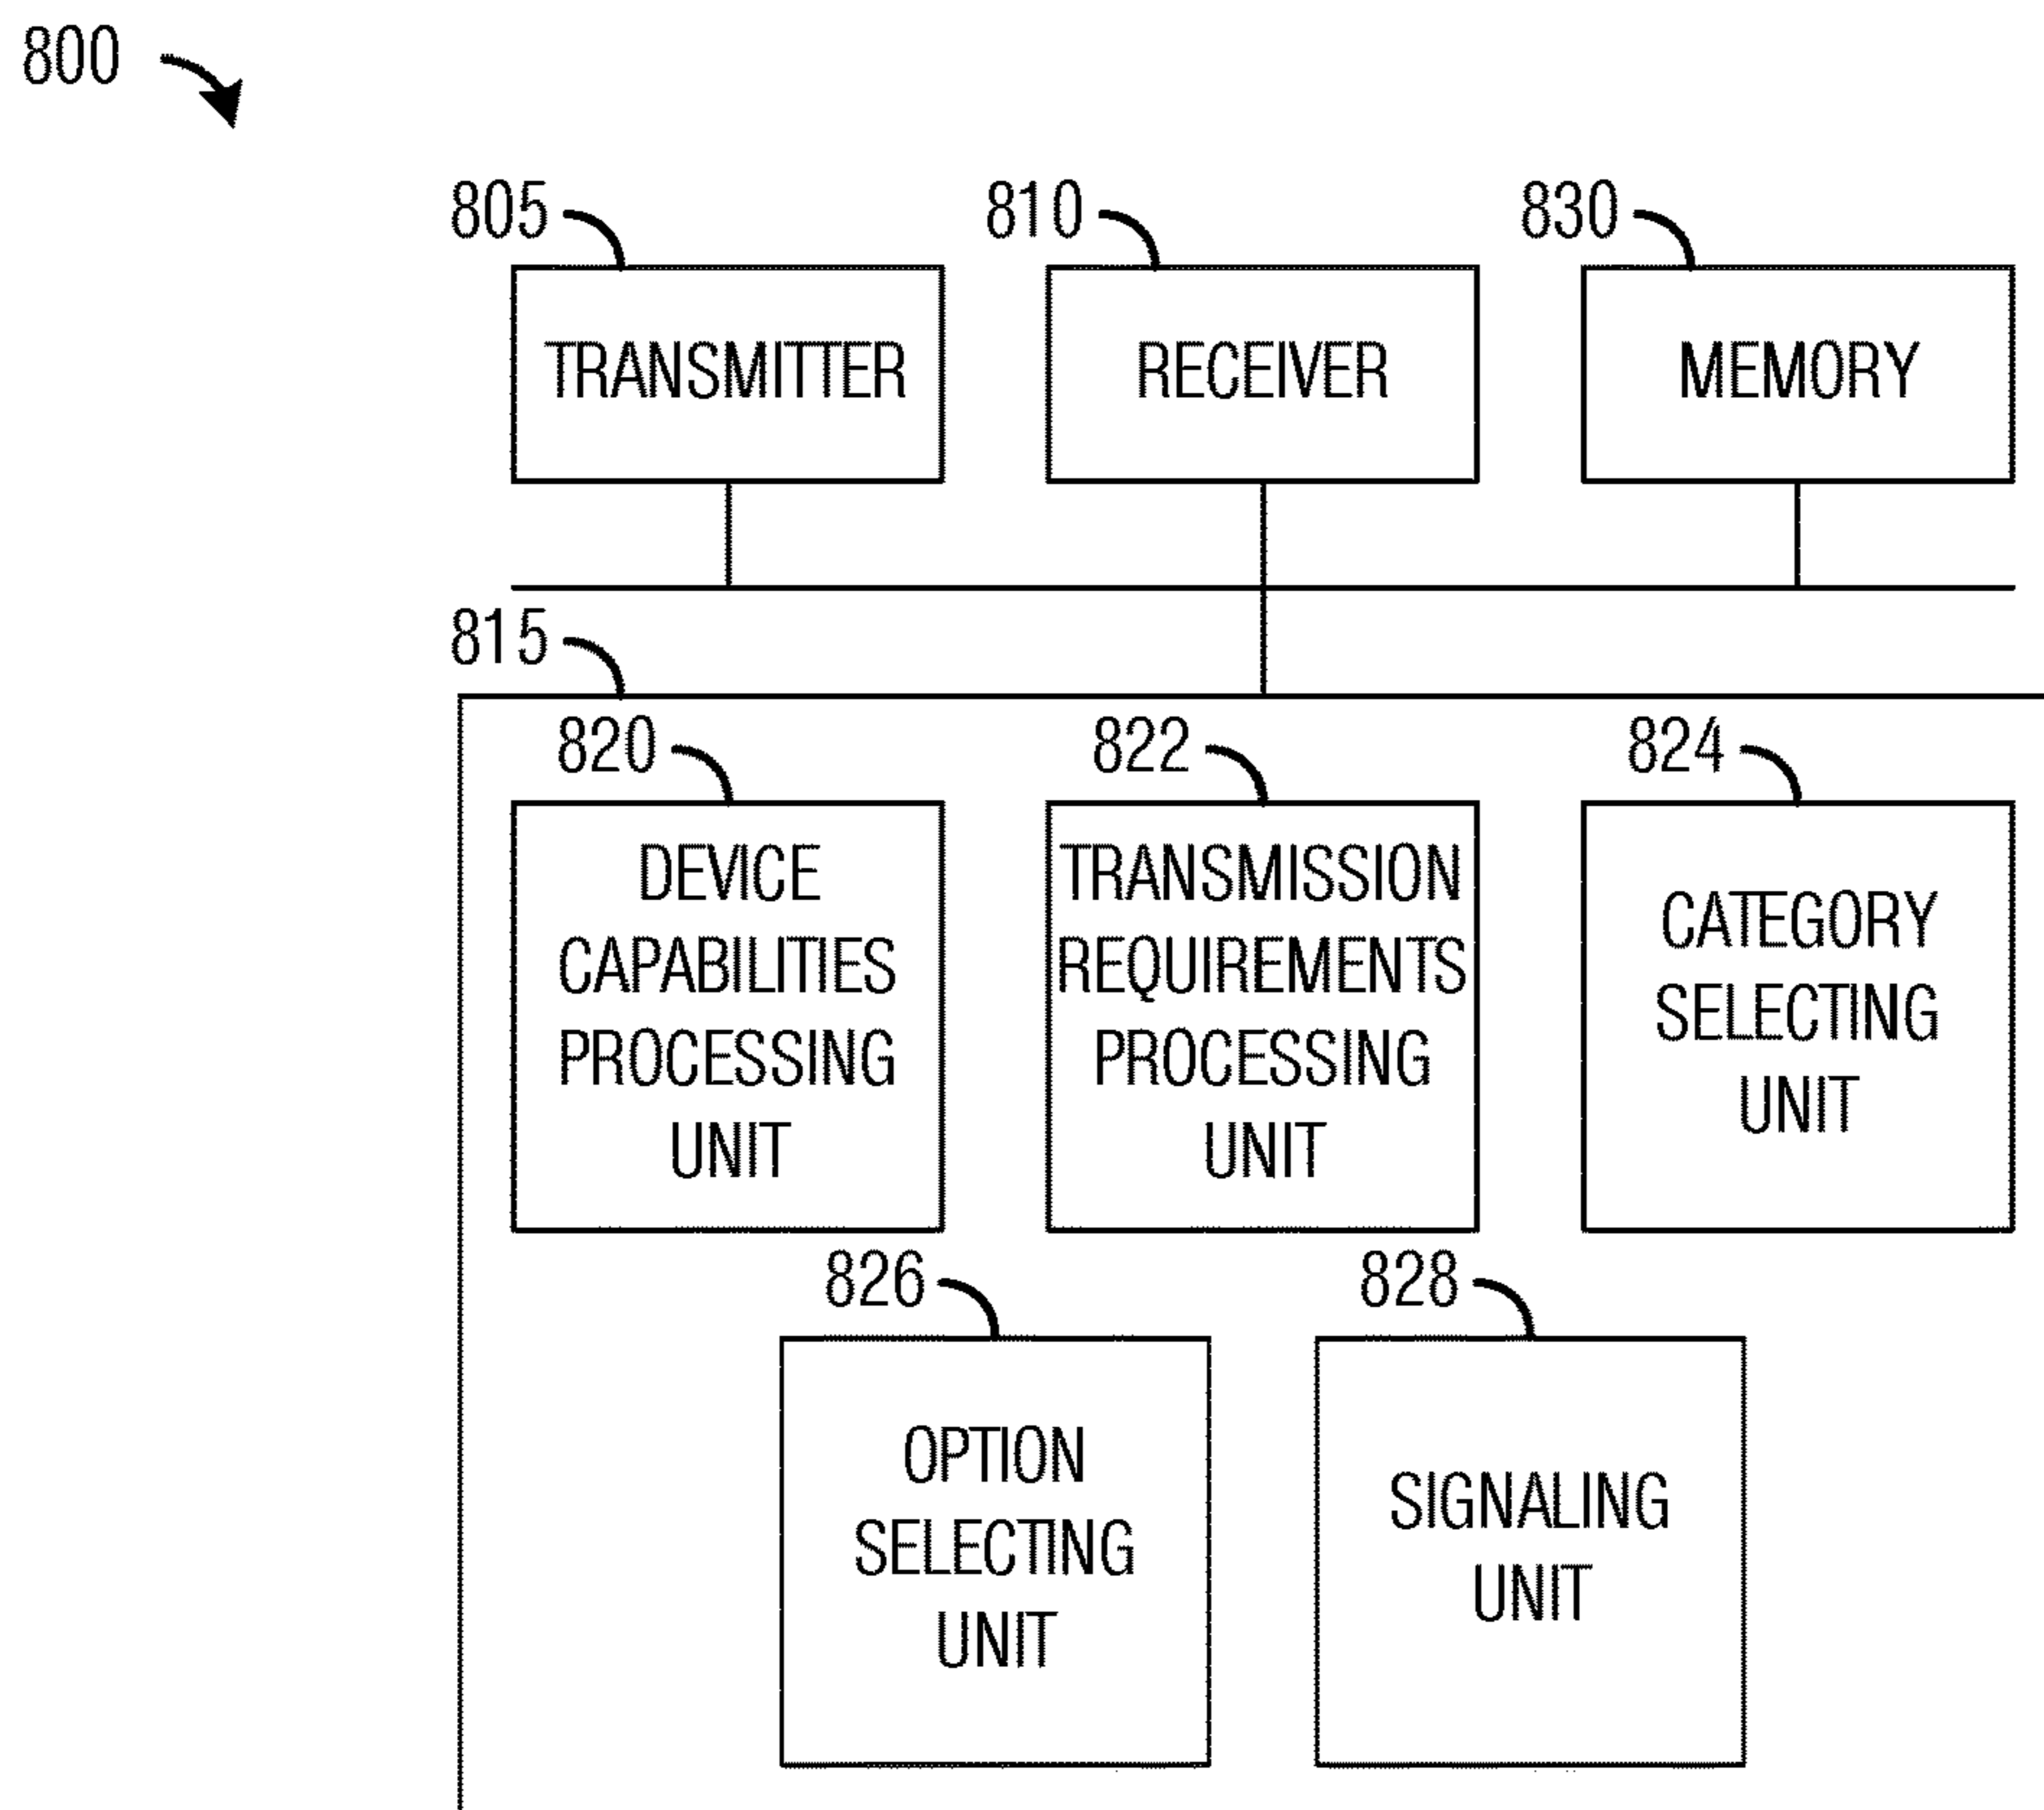 800
805 810 830
TRANSMITTER RECEIVER MEMORY
815
820 822 824
DEVICE
CAPABILITIES
PROCESSING
UNIT
TRANSMISSION
REQUIREMENTS
PROCESSING
UNIT
CATEGORY
SELECTING
UNIT
826 828
OPTION
SELECTING
UNIT
SIGNALING
UNIT